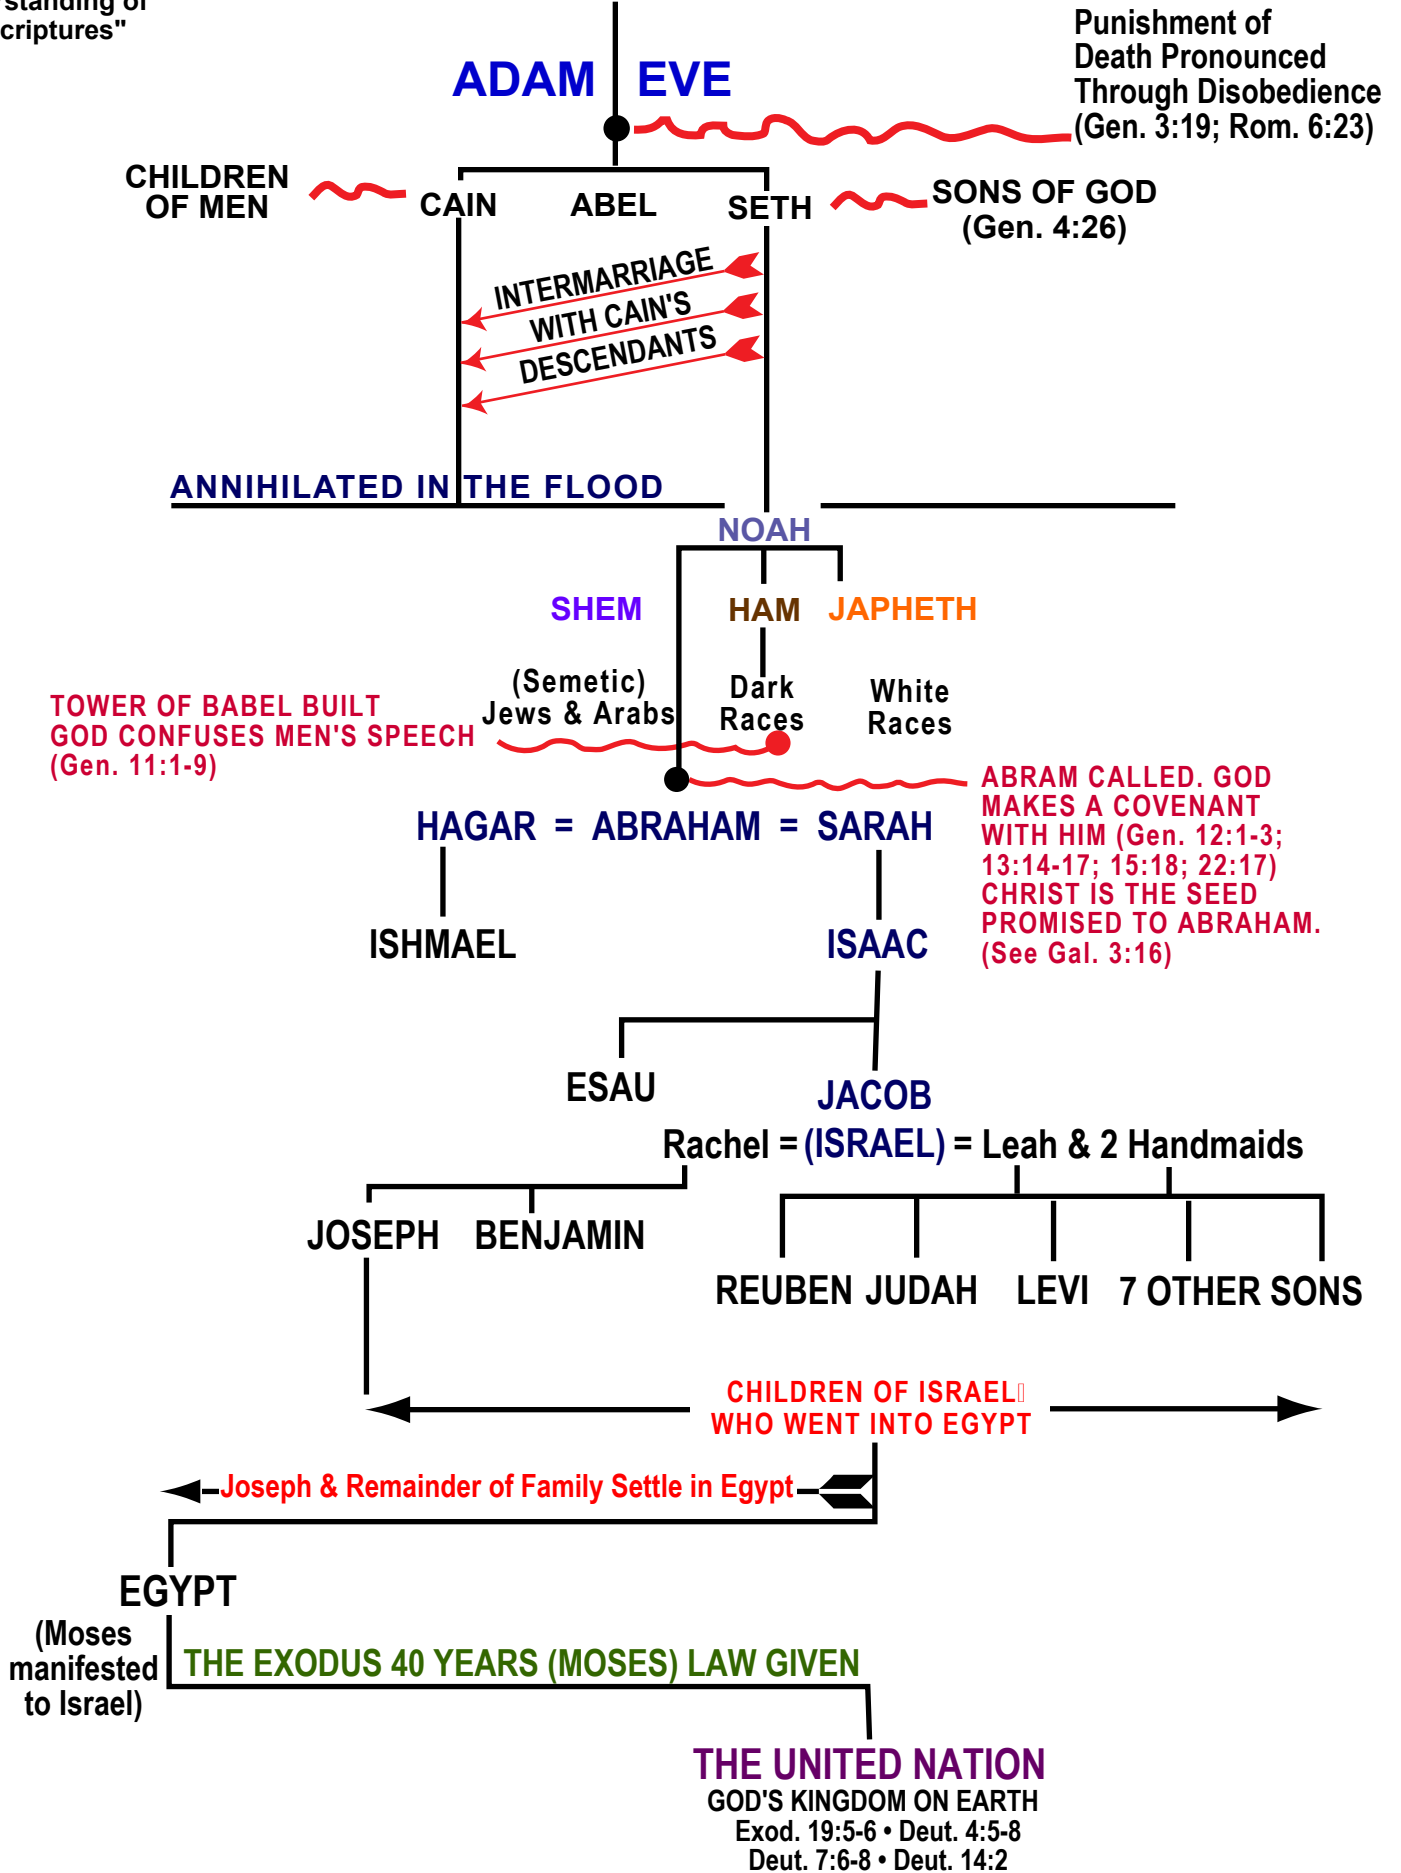 standing of
criptures"
Punishment of
Death Pronounced
Through Disobedience
(Gen. 3:19; Rom. 6:23)
ADAM EVE
CHILDREN
OF MEN
CAIN ABEL SETH
SONS OF GOD
(Gen. 4:26)
INTERMARRIAGE
WITH CAIN'S
DESCENDANTS
ANNIHILATED IN THE FLOOD
NOAH
SHEM HAM JAPHETH
(Semetic)
Jews & Arabs
Dark
Races
White
Races
TOWER OF BABEL BUILT
GOD CONFUSES MEN'S SPEECH
(Gen. 11:1-9)
ABRAM CALLED. GOD
MAKES A COVENANT
WITH HIM (Gen. 12:1-3;
13:14-17; 15:18; 22:17)
CHRIST IS THE SEED
PROMISED TO ABRAHAM.
(See Gal. 3:16)
HAGAR = ABRAHAM = SARAH
ISHMAEL ISAAC
ESAU
JACOB
Rachel = (ISRAEL) = Leah & 2 Handmaids
JOSEPH BENJAMIN
REUBEN JUDAH LEVI 7 OTHER SONS
CHILDREN OF ISRAEL
WHO WENT INTO EGYPT
Joseph & Remainder of Family Settle in Egypt
EGYPT
(Moses
manifested
to Israel)
THE EXODUS 40 YEARS (MOSES) LAW GIVEN
THE UNITED NATION
GOD'S KINGDOM ON EARTH
Exod. 19:5-6 • Deut. 4:5-8
Deut. 7:6-8 • Deut. 14:2